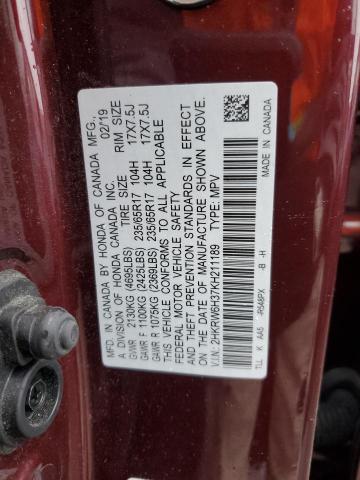 MFD. BY HONDA OF CANADA MFG.,
A DIVISION OF HONDA CANADA INC. 02/19
TIRE SIZE RIM SIZE
GVWR 2130KG (4695LBS)
GAWR F 1100KG (2425LBS) 235/65R17 104H 17X7.5J
GAWR R 1075KG (2369LBS) 235/65R17 104H 17X7.5J
THIS VEHICLE CONFORMS TO ALL APPLICABLE
FEDERAL MOTOR VEHICLE SAFETY
AND THEFT PREVENTION STANDARDS IN EFFECT
ON THE DATE OF MANUFACTURE SHOWN ABOVE.
V.I.N.: 2HKRW6H37KH211189 TYPE: MPV
TLL K AA5 -R548PX -B -H MADE IN CANADA